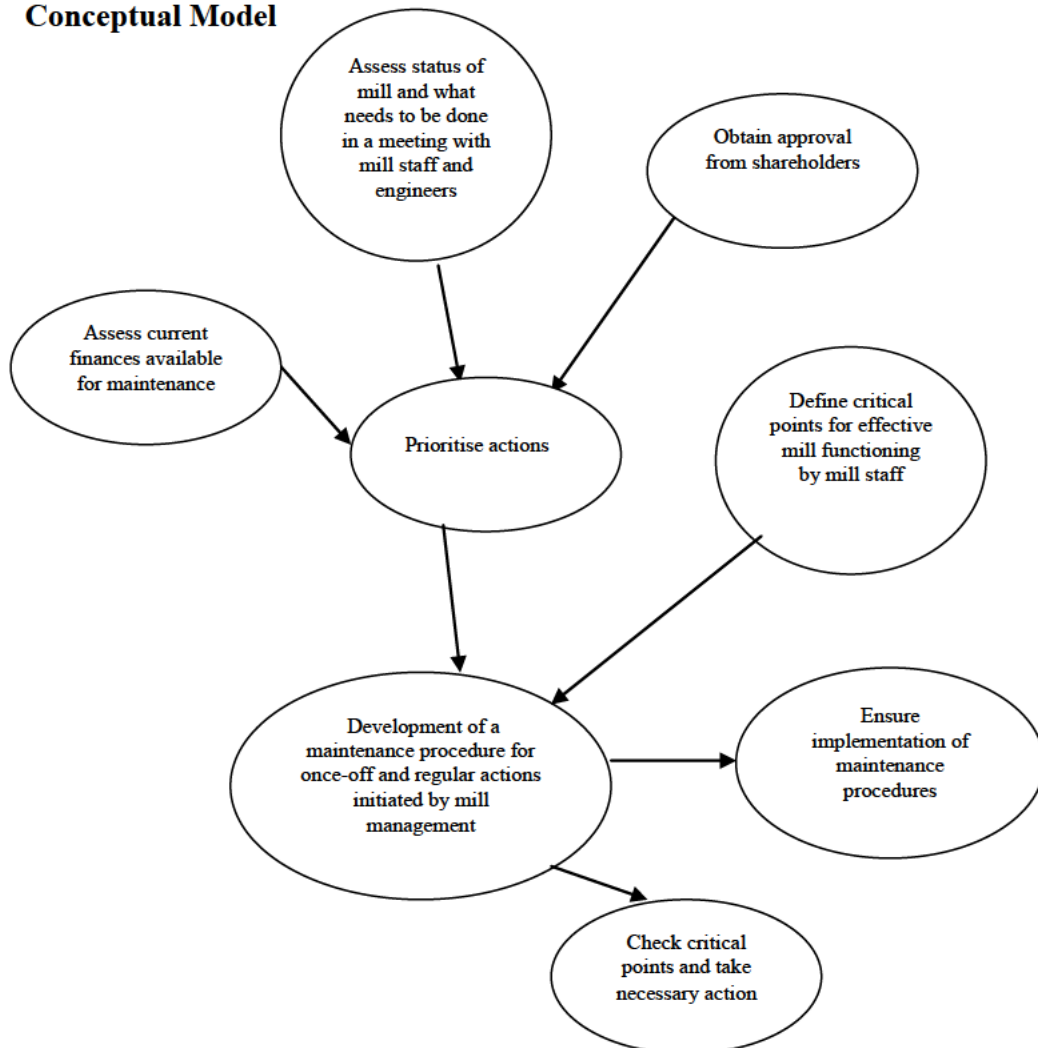 Conceptual Model
Assess status of
mill and what
needs to be done
in a meeting with
mill staff and
engineers
Obtain approval
from shareholders
Assess current
finances available
for maintenance
Prioritise actions
Define critical
points for effective
mill functioning
by mill staff
Development of a
maintenance procedure for
once-off and regular actions
initiated by mill
management
Ensure
implementation of
maintenance
procedures
Check critical
points and take
necessary action